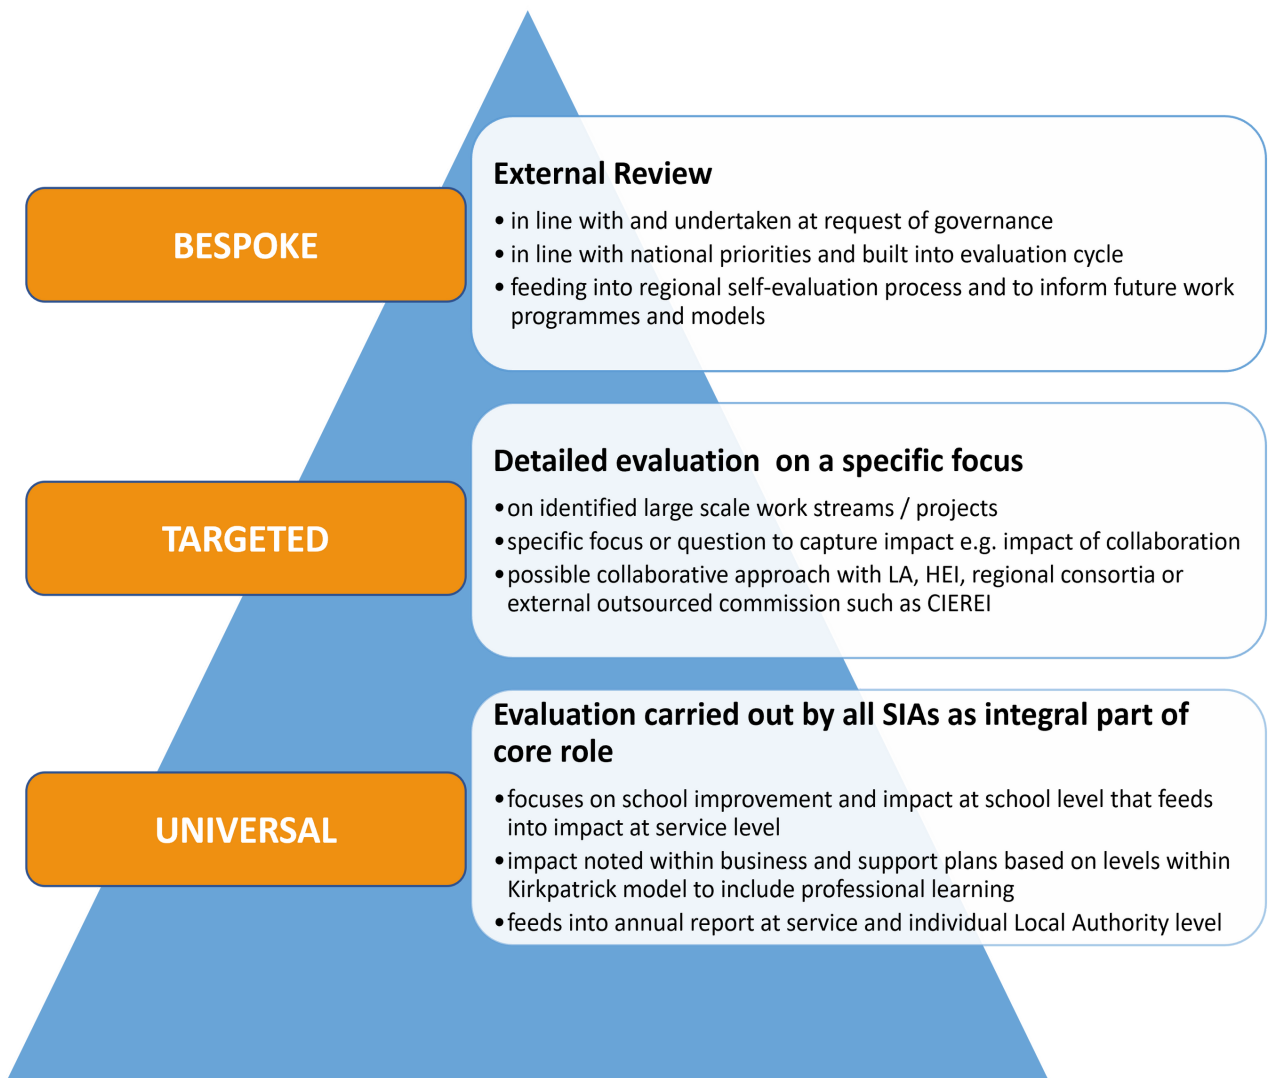 BESPOKE
External Review
• in line with and undertaken at request of governance
• in line with national priorities and built into evaluation cycle
• feeding into regional self-evaluation process and to inform future work
programmes and models
TARGETED
Detailed evaluation  on a specific focus
•on identified large scale work streams / projects
•specific focus or question to capture impact e.g. impact of collaboration
•possible collaborative approach with LA, HEI, regional consortia or
external outsourced commission such as CIEREI
UNIVERSAL
Evaluation carried out by all SIAs as integral part of
core role
•focuses on school improvement and impact at school level that feeds
into impact at service level
•impact noted within business and support plans based on levels within
Kirkpatrick model to include professional learning
•feeds into annual report at service and individual Local Authority level